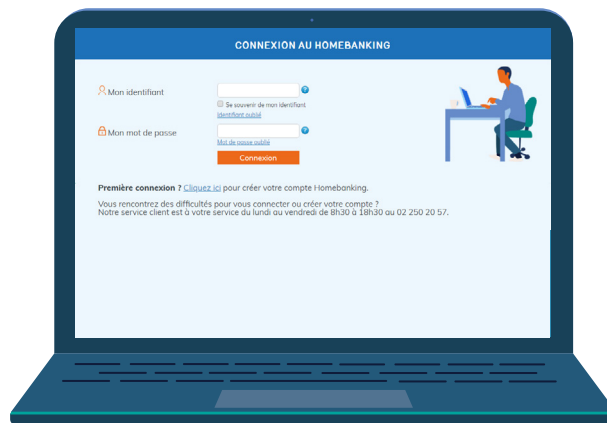 CONNEXION AU HOMEBANKING
Mon identifiant
Se souvenir de mon identifiant
Identifiant oublié
Mon mot de passe
Mot de passe oublié
Connexion
Première connexion ? Cliquez ici pour créer votre compte Homebanking.
Vous rencontrez des difficultés pour vous connecter ou créer votre compte ?
Notre service client est à votre service du lundi au vendredi de 8h30 à 18h30 au 02 250 20 57.